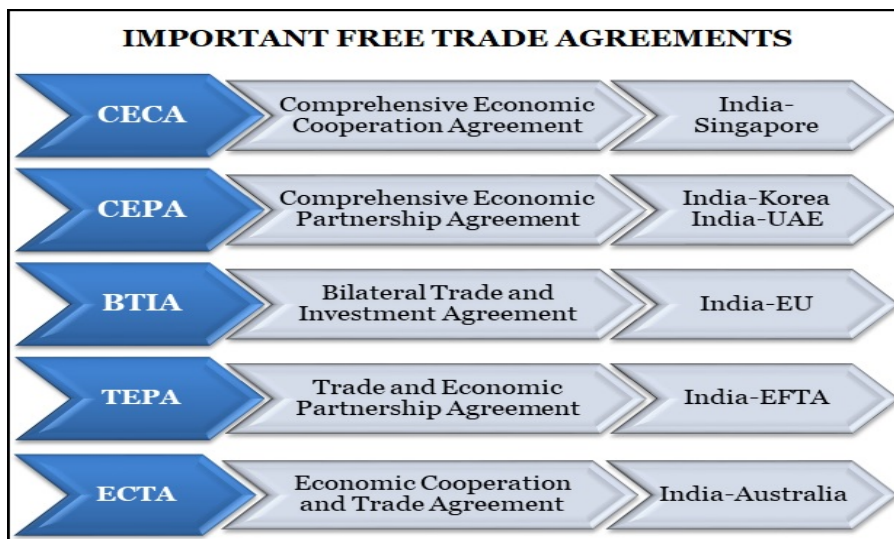 IMPORTANT FREE TRADE AGREEMENTS
CECA
Comprehensive Economic
Cooperation Agreement
India-
Singapore
CEPA
Comprehensive Economic
Partnership Agreement
India-Korea
India-UAE
BTIA
Bilateral Trade and
Investment Agreement
India-EU
TEPA
Trade and Economic
Partnership Agreement
India-EFTA
ECTA
Economic Cooperation
and Trade Agreement
India-Australia